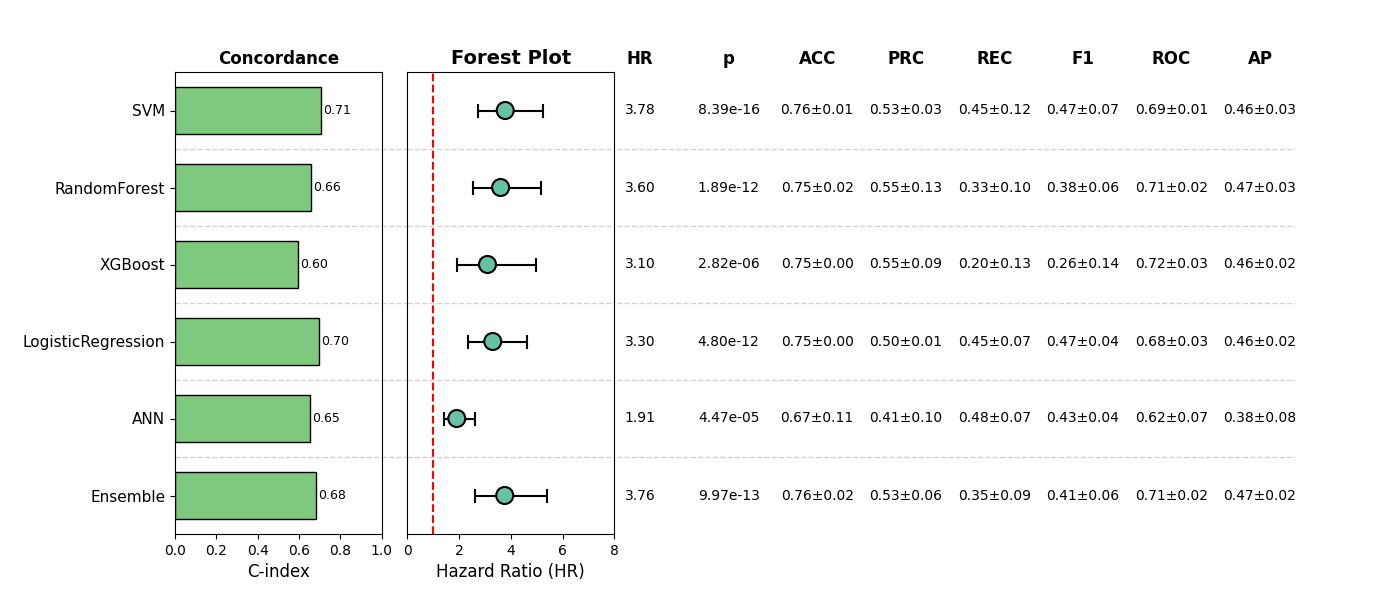 Concordance Forest Plot HR p ACC PRC REC F1 ROC AP
SVM 0.71 3.78 8.39e-16 0.76±0.01 0.53±0.03 0.45±0.12 0.47±0.07 0.69±0.01 0.46±0.03
RandomForest 0.66 3.60 1.89e-12 0.75±0.02 0.55±0.13 0.33±0.10 0.38±0.06 0.71±0.02 0.47±0.03
XGBoost 0.60 3.10 2.82e-06 0.75±0.00 0.55±0.09 0.20±0.13 0.26±0.14 0.72±0.03 0.46±0.02
LogisticRegression 0.70 3.30 4.80e-12 0.75±0.00 0.50±0.01 0.45±0.07 0.47±0.04 0.68±0.03 0.46±0.02
ANN 0.65 1.91 4.47e-05 0.67±0.11 0.41±0.10 0.48±0.07 0.43±0.04 0.62±0.07 0.38±0.08
Ensemble 0.68 3.76 9.97e-13 0.76±0.02 0.53±0.06 0.35±0.09 0.41±0.06 0.71±0.02 0.47±0.02
0.0 0.2 0.4 0.6 0.8 1.0 0 2 4 6 8
C-index Hazard Ratio (HR)